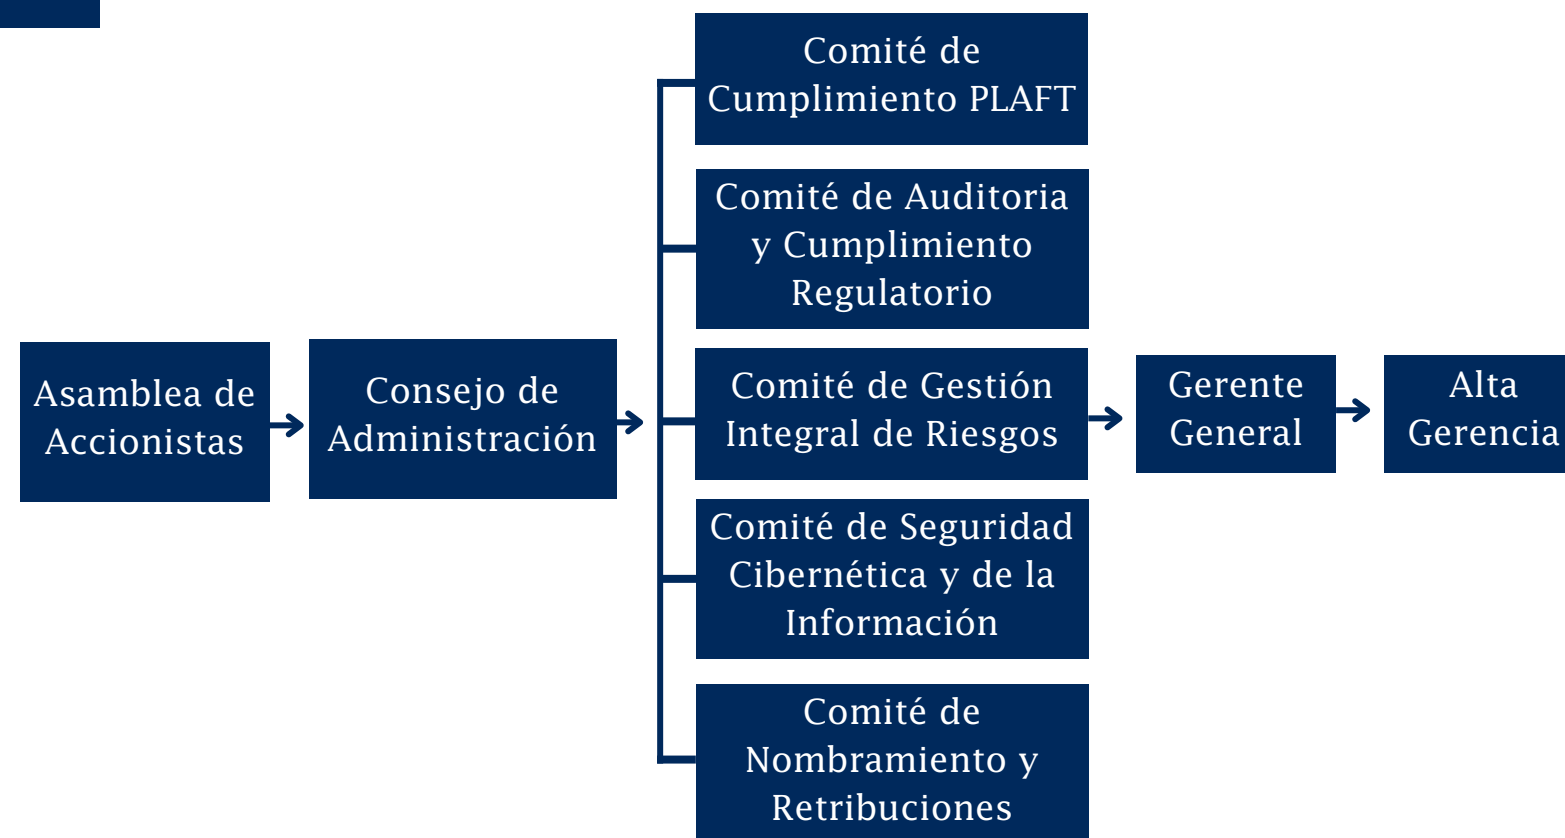 Asamblea de
Accionistas
Consejo de
Administración
Comité de
Cumplimiento PLAFT
Comité de Auditoria
y Cumplimiento
Regulatorio
Comité de Gestión
Integral de Riesgos
Comité de Seguridad
Cibernética y de la
Información
Comité de
Nombramiento y
Retribuciones
Gerente
General
Alta
Gerencia